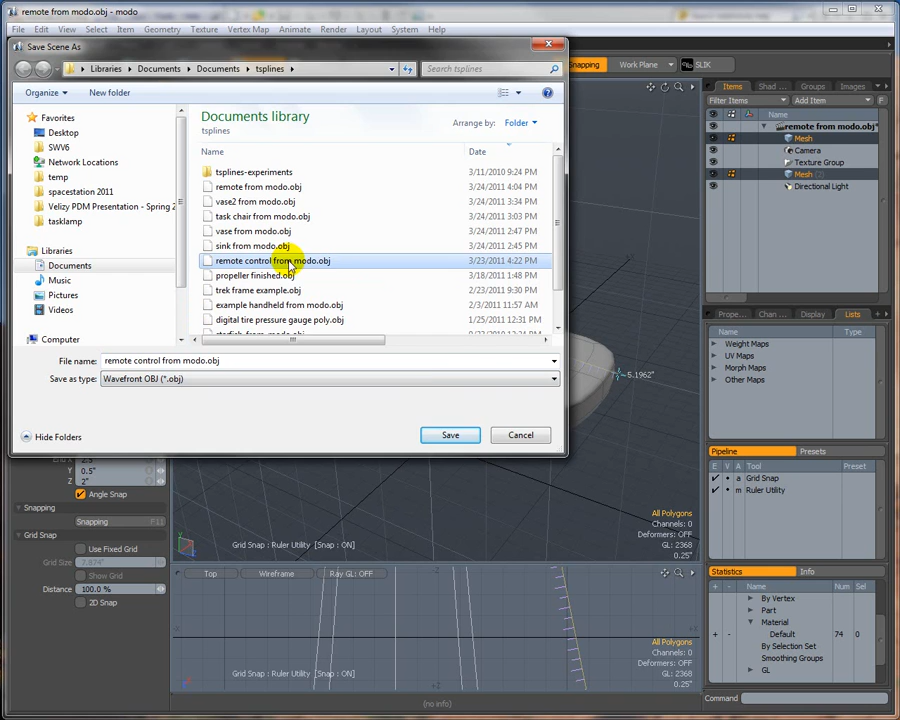 remote from modo.obj - modo
File Edit View Select Item Geometry Texture Vertex Map Animate Render Layout System Help
Save Scene As
Libraries Documents Documents tsplines
Search tsplines
Organize New folder
Favorites
Desktop
SWV6
Network Locations
temp
spacestation 2011
Velizy PDM Presentation - Spring 2
tasklamp
Libraries
Documents
Music
Pictures
Videos
Computer
Documents library
tsplines
Arrange by: Folder
Name Date
tsplines-experiments 3/11/2010 9:24 PM
remote from modo.obj 3/24/2011 4:04 PM
vase2 from modo.obj 3/24/2011 3:34 PM
task chair from modo.obj 3/24/2011 3:03 PM
vase from modo.obj 3/24/2011 2:47 PM
sink from modo.obj 3/24/2011 2:45 PM
remote control from modo.obj 3/23/2011 4:22 PM
propeller finished.obj 3/18/2011 1:48 PM
trek frame example.obj 2/23/2011 9:30 PM
example handheld from modo.obj 2/3/2011 11:57 AM
digital tire pressure gauge poly.obj 1/25/2011 12:31 PM
File name: remote control from modo.obj
Save as type: Wavefront OBJ (*.obj)
Hide Folders
Save
Cancel
Snapping Work Plane SLIK
Items Shad ... Groups Images
Filter Items Add Item F
Name
remote from modo.obj*
Mesh
Camera
Texture Group
Mesh (2)
Directional Light
5.1962"
Prope... Chan ... Display Lists
Name Type
Weight Maps
UV Maps
Morph Maps
Other Maps
Pipeline Presets
E V A Tool Preset
a Grid Snap
m Ruler Utility
Statistics Info
+ - Name Num Sel
By Vertex
Part
Material
+ - Default 74 0
By Selection Set
Smoothing Groups
GL
Command
Y 0.5"
Z 2"
Angle Snap
Snapping
Snapping F11
Grid Snap
Use Fixed Grid
Grid Size 7.874"
Show Grid
Distance 100.0 %
2D Snap
All Polygons
Channels: 0
Deformers: OFF
GL: 2368
0.25"
Grid Snap : Ruler Utility [Snap : ON]
Top Wireframe Ray GL: OFF
All Polygons
Channels: 0
Deformers: OFF
GL: 2368
0.25"
Grid Snap : Ruler Utility [Snap : ON]
(no info)